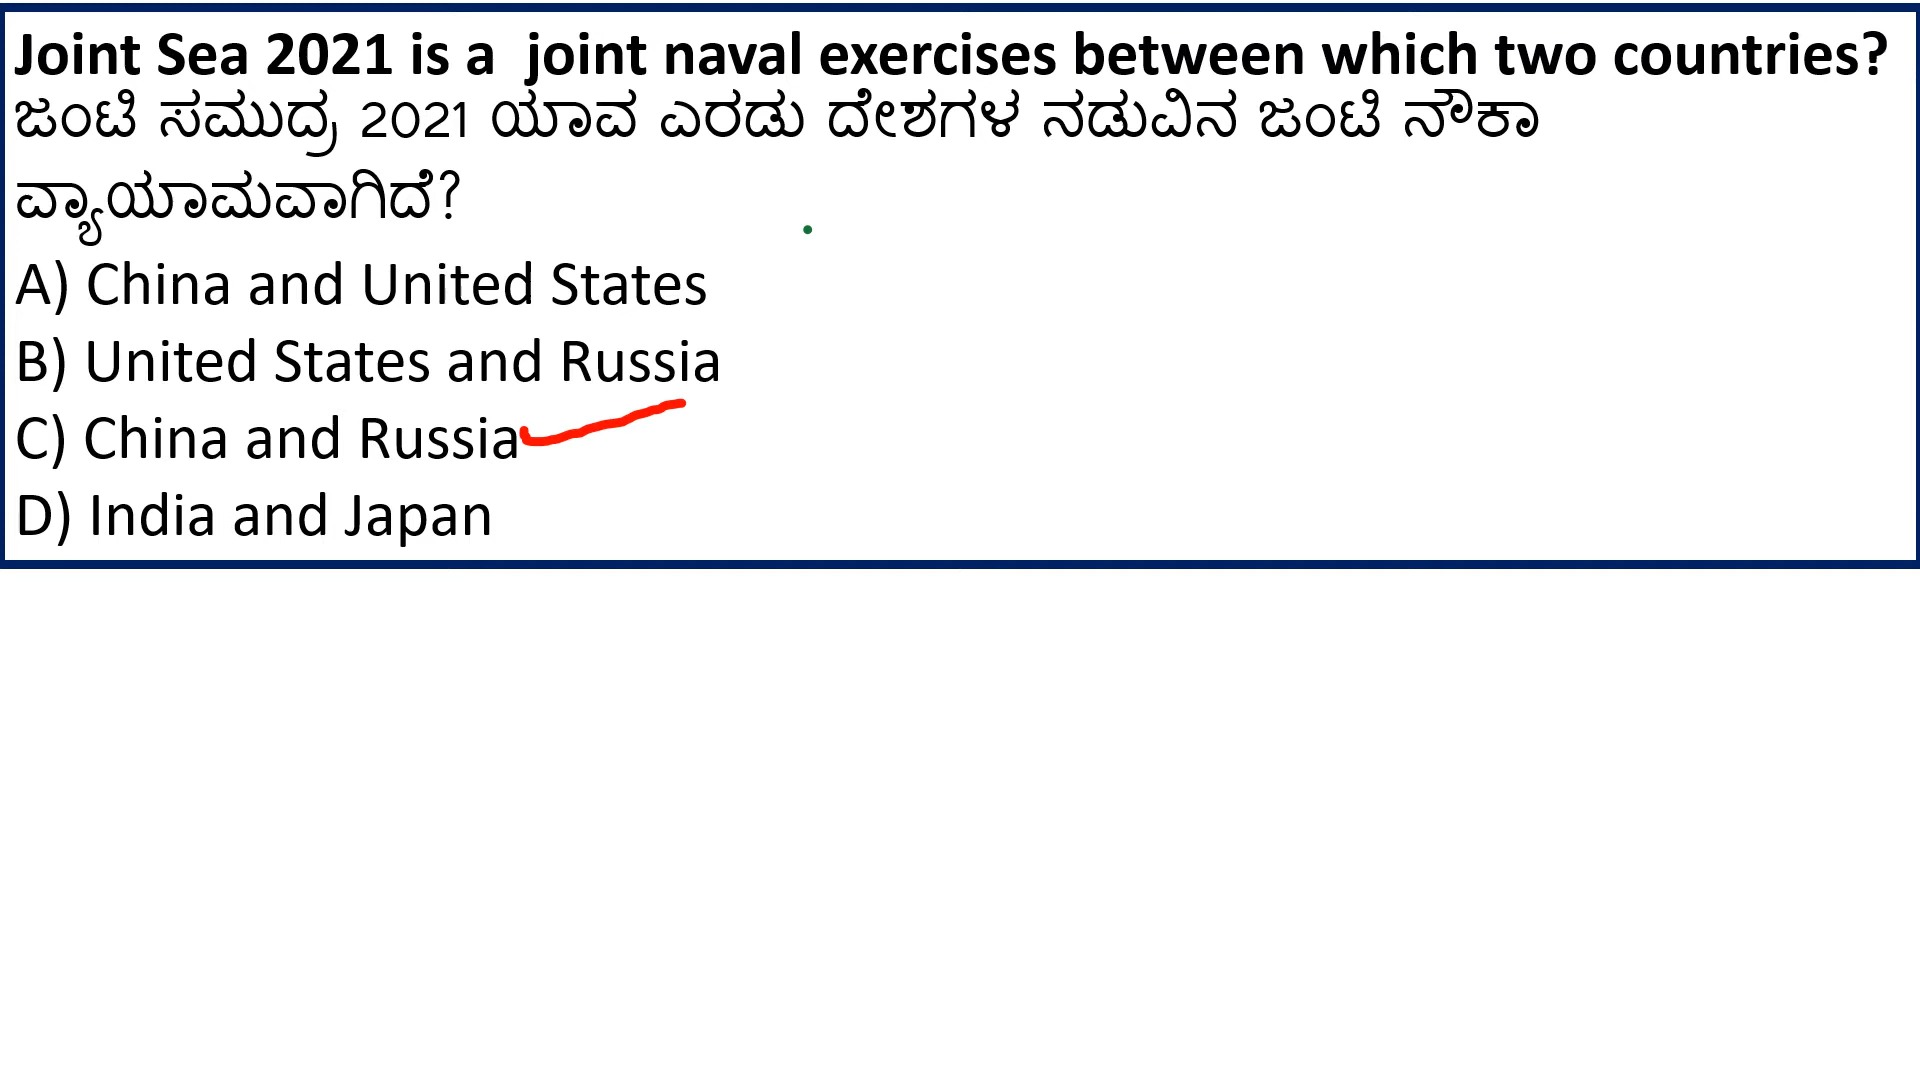 Joint Sea 2021 is a  joint naval exercises between which two countries?
ಜಂಟಿ ಸಮುದ್ರ 2021 ಯಾವ ಎರಡು ದೇಶಗಳ ನಡುವಿನ ಜಂಟಿ ನೌಕಾ
ವ್ಯಾಯಾಮವಾಗಿದೆ?
A) China and United States
B) United States and Russia
C) China and Russia
D) India and Japan